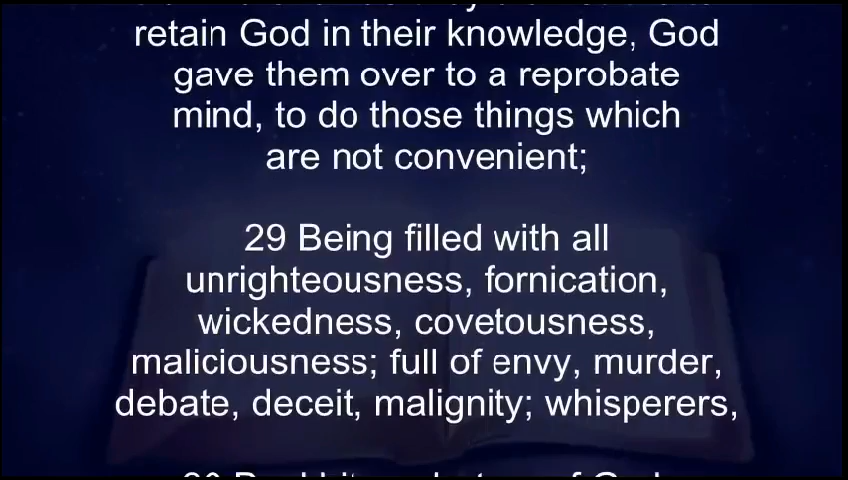 retain God in their knowledge, God
gave them over to a reprobate
mind, to do those things which
are not convenient;
29 Being filled with all
unrighteousness, fornication,
wickedness, covetousness,
maliciousness; full of envy, murder,
debate, deceit, malignity; whisperers,